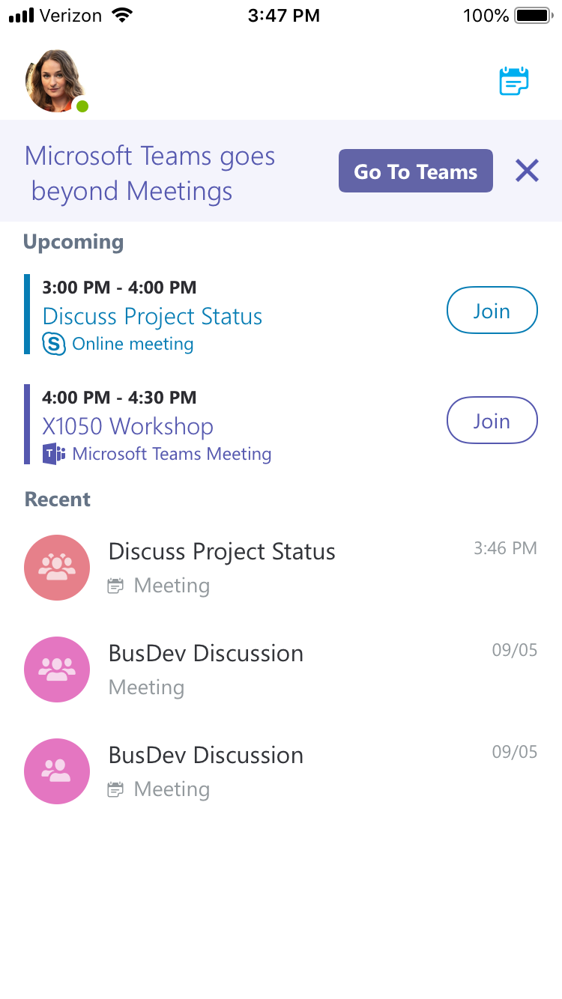 Verizon 3:47 PM 100%
Microsoft Teams goes
beyond Meetings
Go To Teams
Upcoming
3:00 PM - 4:00 PM
Discuss Project Status
Online meeting
Join
4:00 PM - 4:30 PM
X1050 Workshop
Microsoft Teams Meeting
Join
Recent
Discuss Project Status 3:46 PM
Meeting
BusDev Discussion 09/05
Meeting
BusDev Discussion 09/05
Meeting